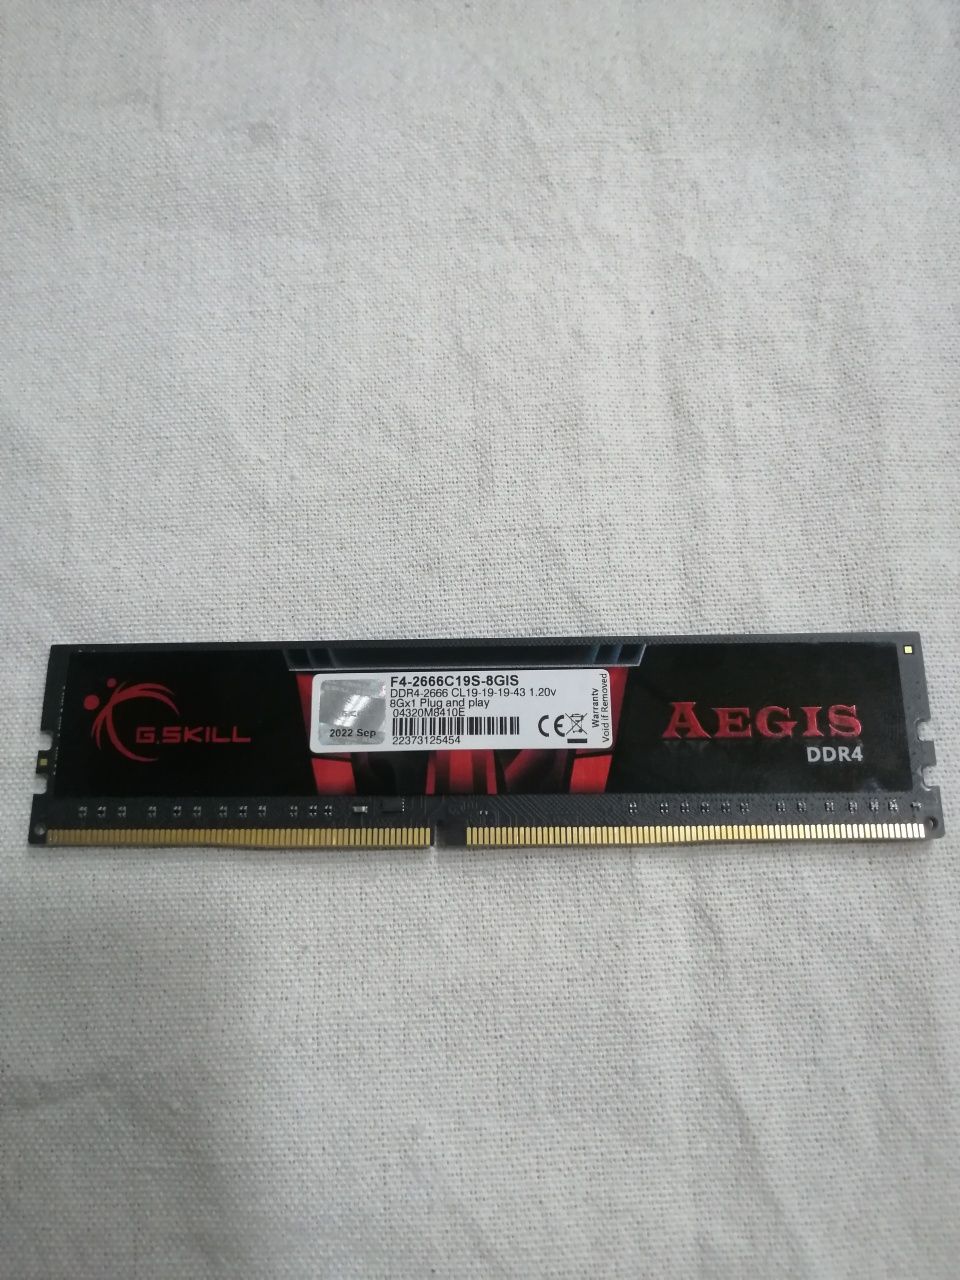 G.SKILL
2022 Sep
F4-2666C19S-8GIS
DDR4-2666 CL19-19-19-43 1.20v
8Gx1 Plug and play
04320M8410E
22373125454
CE
Warranty
Void if Removed
AEGIS
DDR4